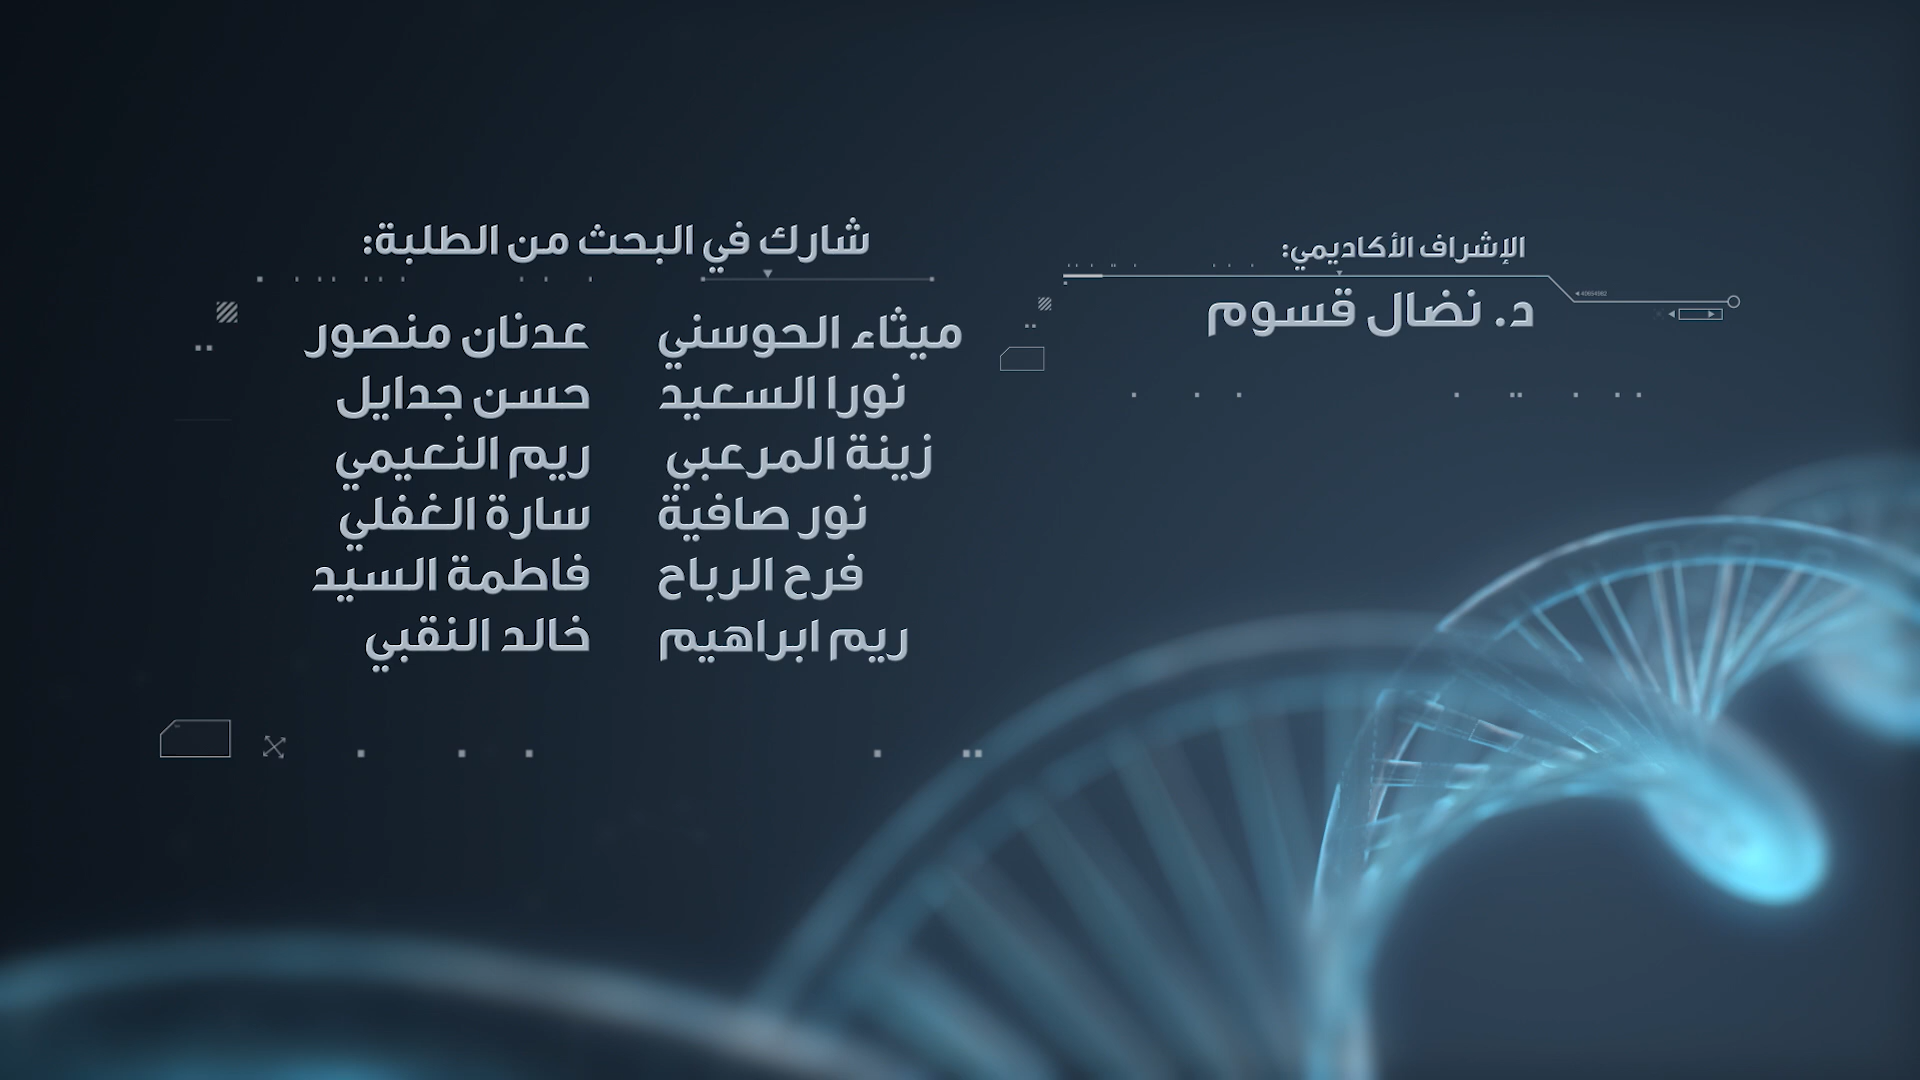 الإشراف الأكاديمي:
د. نضال قسوم
شارك في البحث من الطلبة:
ميثاء الحوسني
نورا السعيد
زينة المرعبي
نور صافية
فرح الرباح
ريم ابراهيم
عدنان منصور
حسن جدايل
ريم النعيمي
سارة الغفلي
فاطمة السيد
خالد النقبي